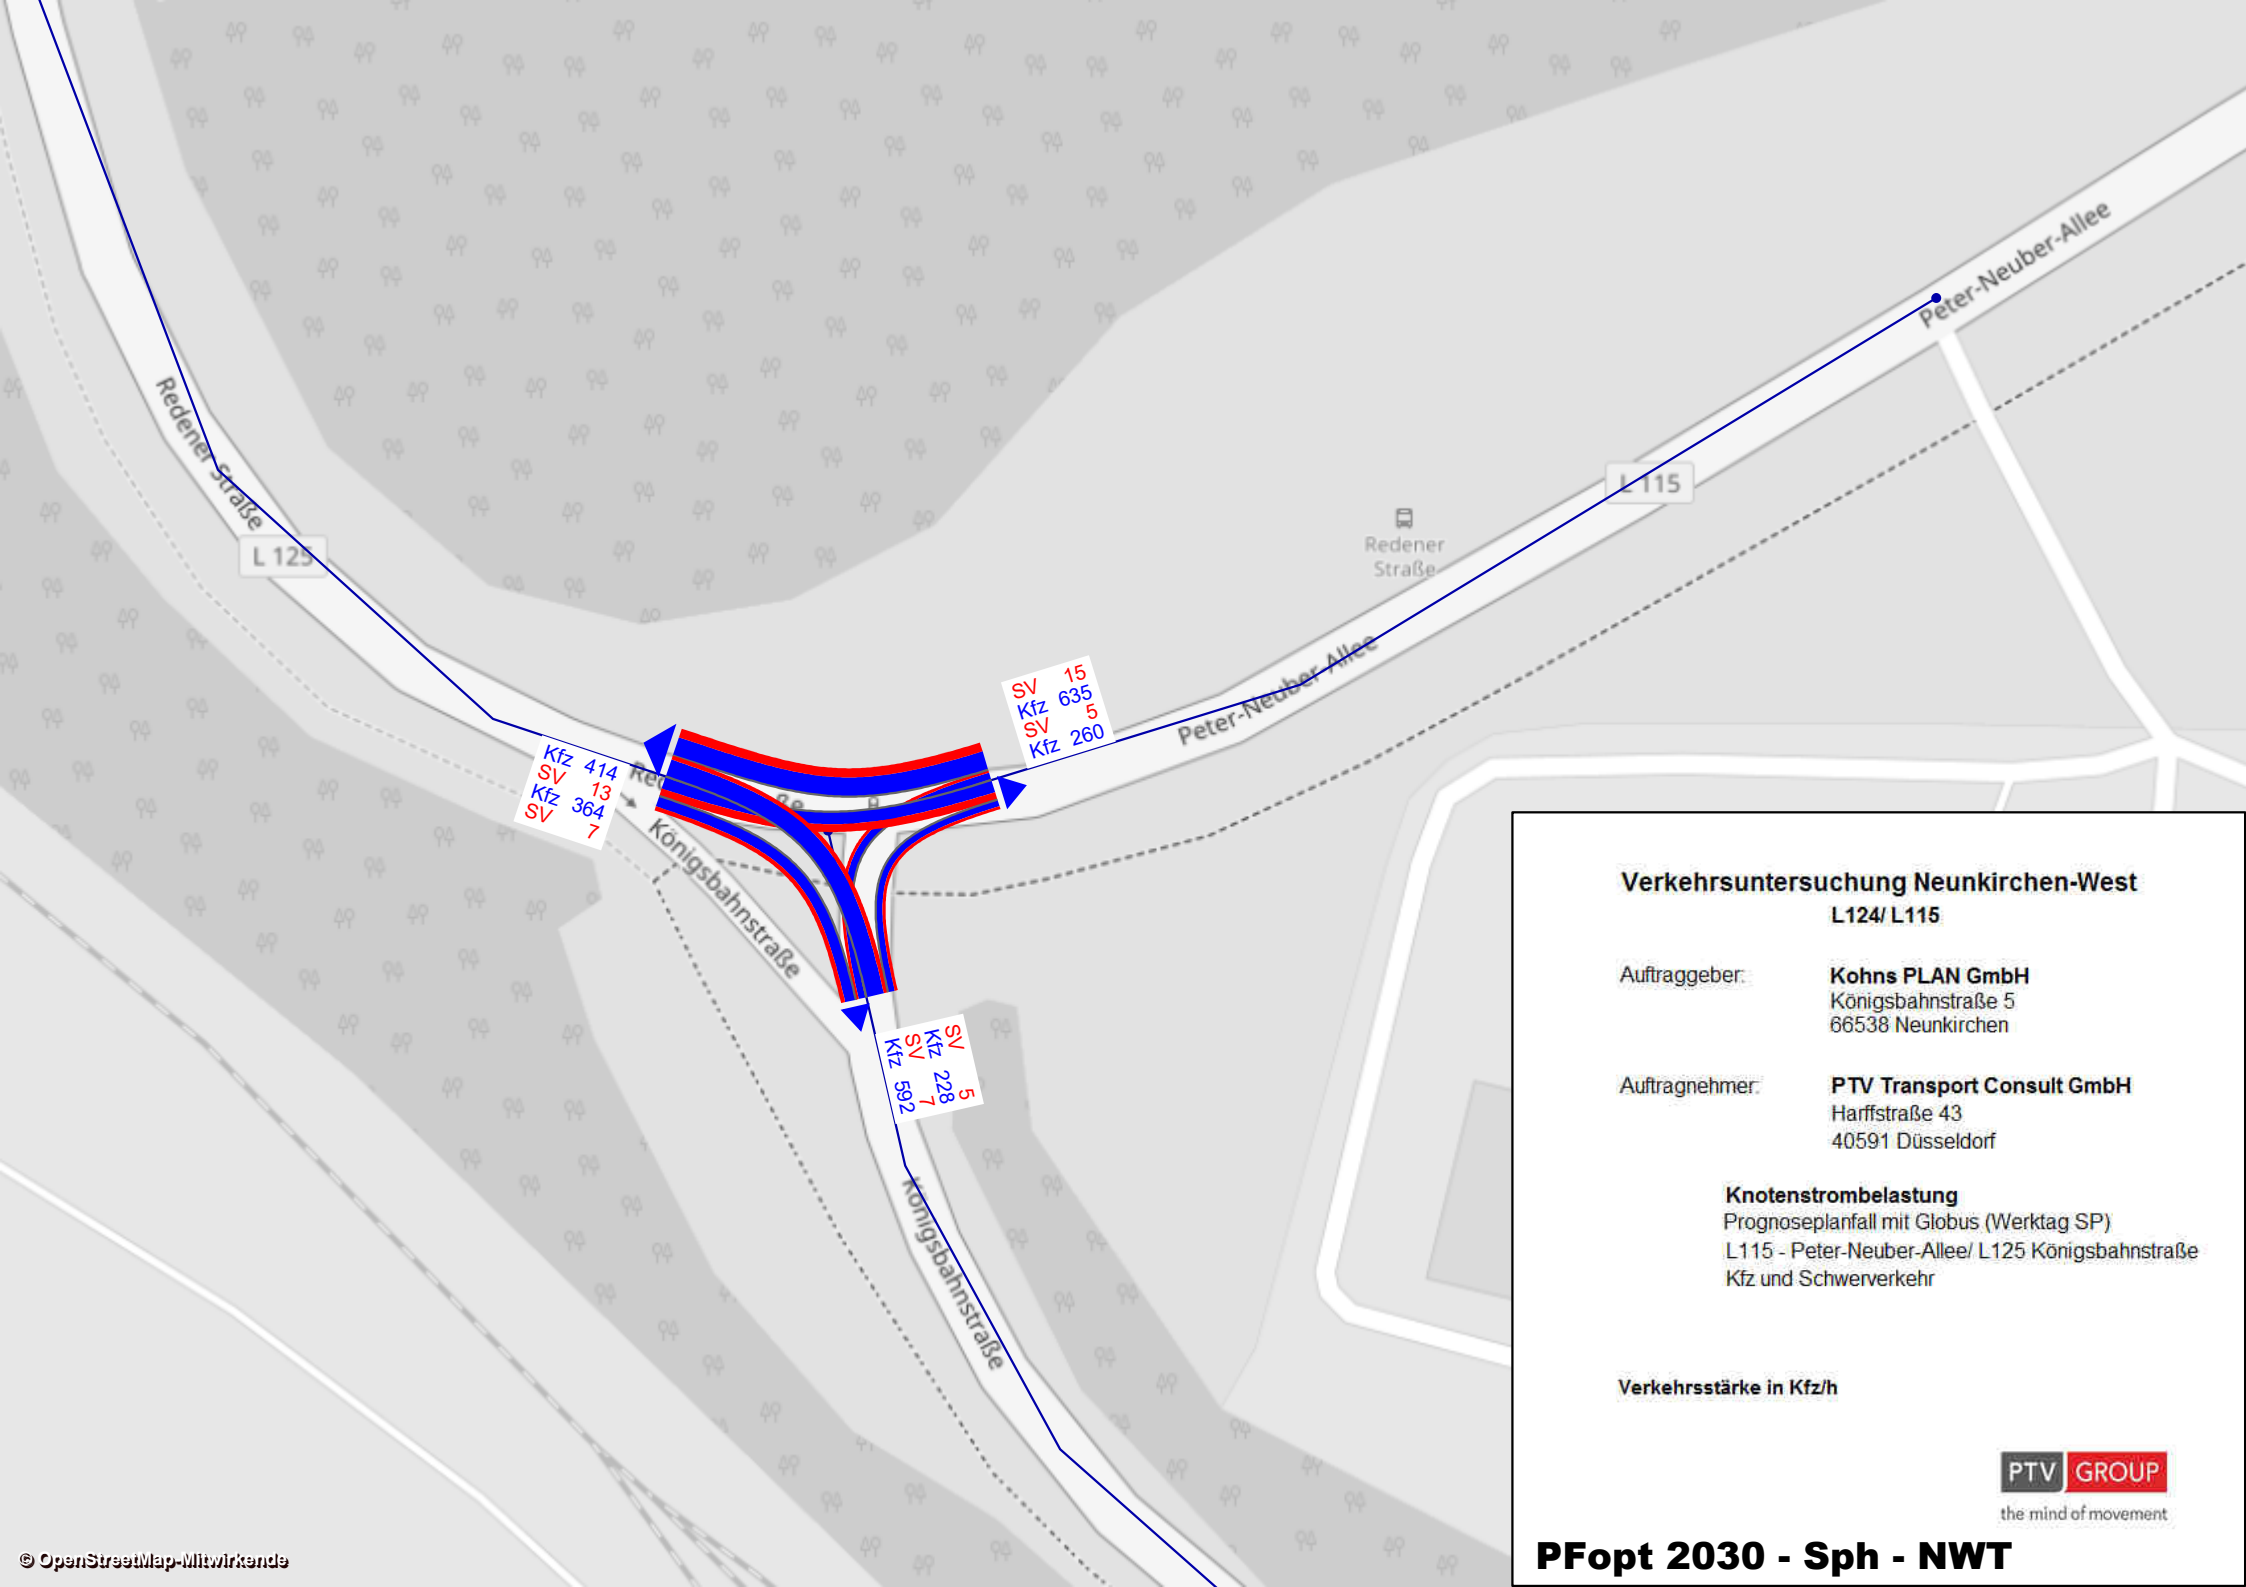 Peter-Neuber-Allee
Redener Straße
L 115
Redener
Straße
L 125
Peter-Neuber-Allee
SV 15
Kfz 635
SV 5
Kfz 260
Kfz 414
SV 13
Kfz 364
SV 7
Königsbahnstraße
SV 5
Kfz 228
SV 7
Kfz 592
Königsbahnstraße
Verkehrsuntersuchung Neunkirchen-West
L124/ L115
Auftraggeber: Kohns PLAN GmbH
Königsbahnstraße 5
66538 Neunkirchen
Auftragnehmer: PTV Transport Consult GmbH
Harffstraße 43
40591 Düsseldorf
Knotenstrombelastung
Prognoseplanfall mit Globus (Werktag SP)
L115 - Peter-Neuber-Allee/ L125 Königsbahnstraße
Kfz und Schwerverkehr
Verkehrsstärke in Kfz/h
PTV GROUP
the mind of movement
PFopt 2030 - Sph - NWT
© OpenStreetMap-Mitwirkende